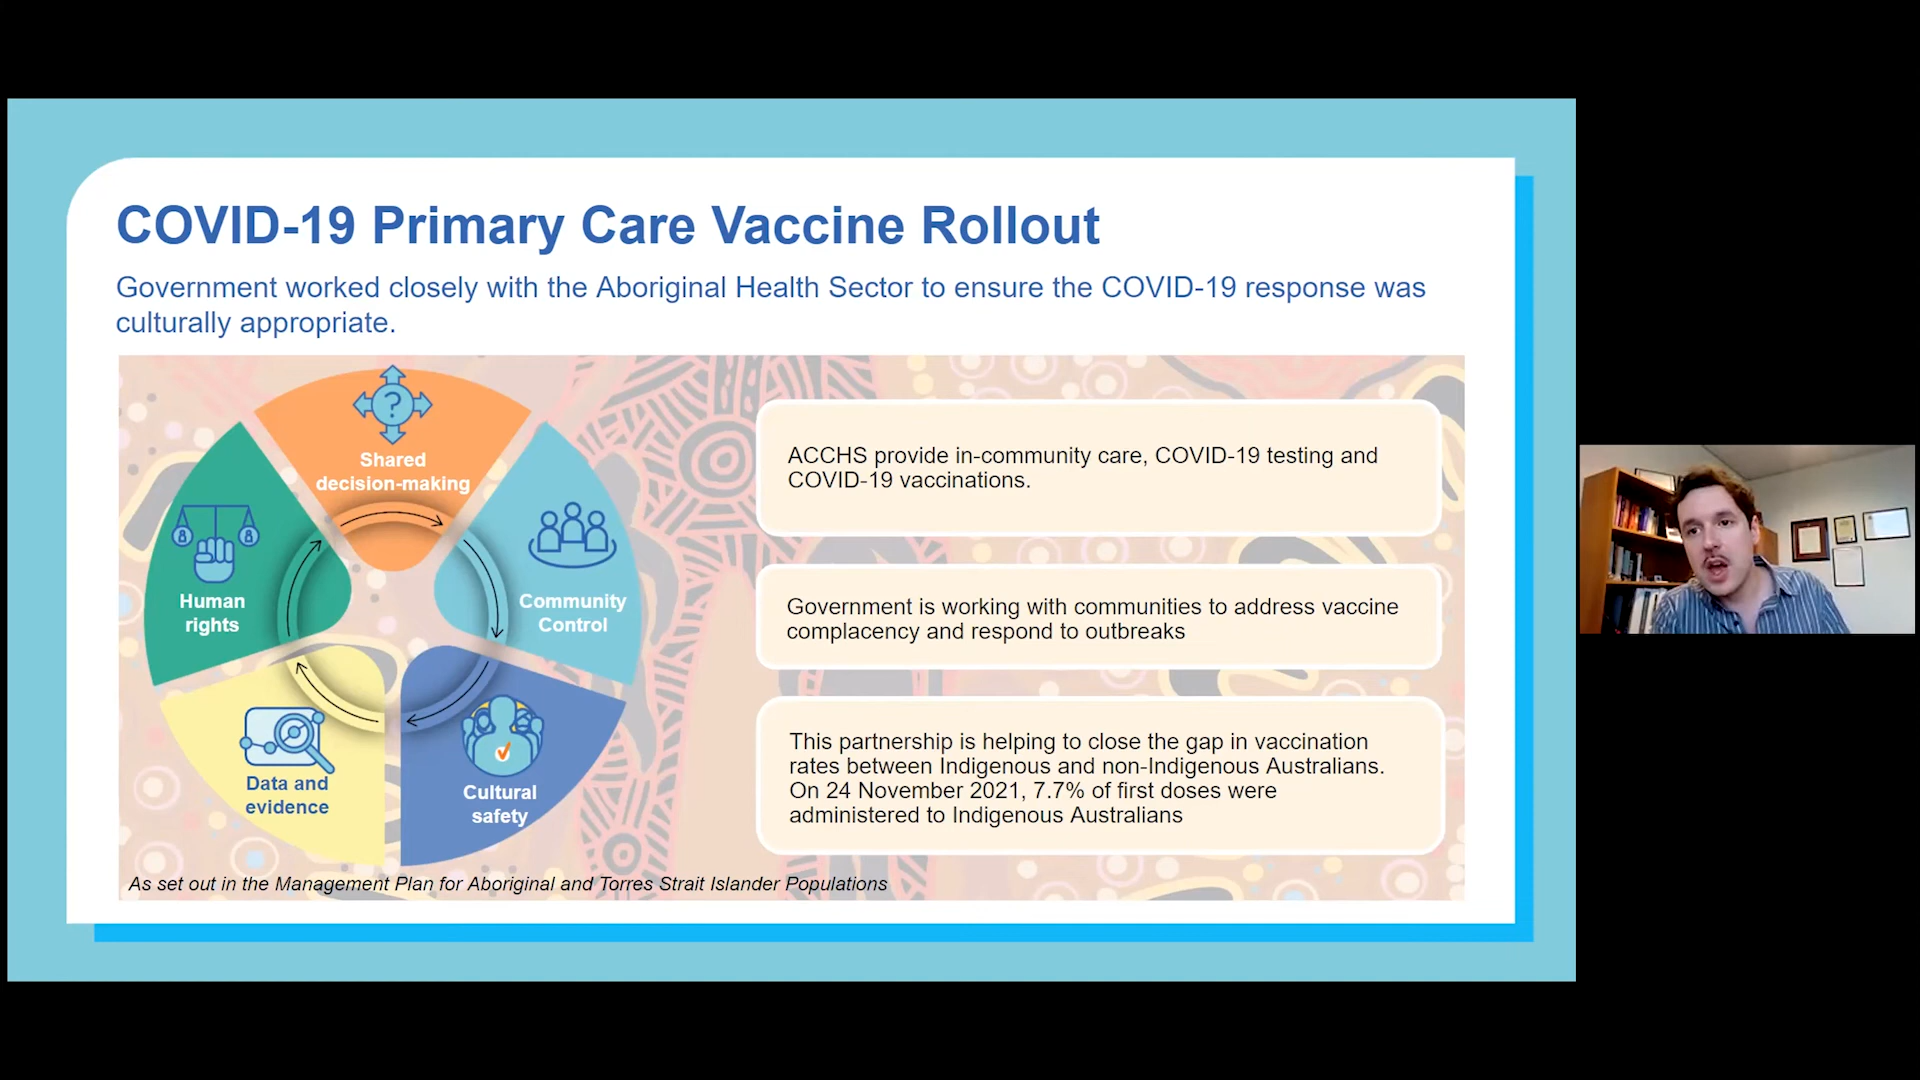 COVID-19 Primary Care Vaccine Rollout
Government worked closely with the Aboriginal Health Sector to ensure the COVID-19 response was
culturally appropriate.
?
Shared
decision-making
Human
rights
Community
Control
Data and
evidence
Cultural
safety
ACCHS provide in-community care, COVID-19 testing and
COVID-19 vaccinations.
Government is working with communities to address vaccine
complacency and respond to outbreaks
This partnership is helping to close the gap in vaccination
rates between Indigenous and non-Indigenous Australians.
On 24 November 2021, 7.7% of first doses were
administered to Indigenous Australians
As set out in the Management Plan for Aboriginal and Torres Strait Islander Populations